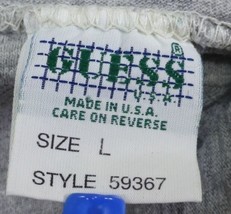 GUESS®
U.S.A.
MADE IN U.S.A.
CARE ON REVERSE
SIZE L
STYLE 59367